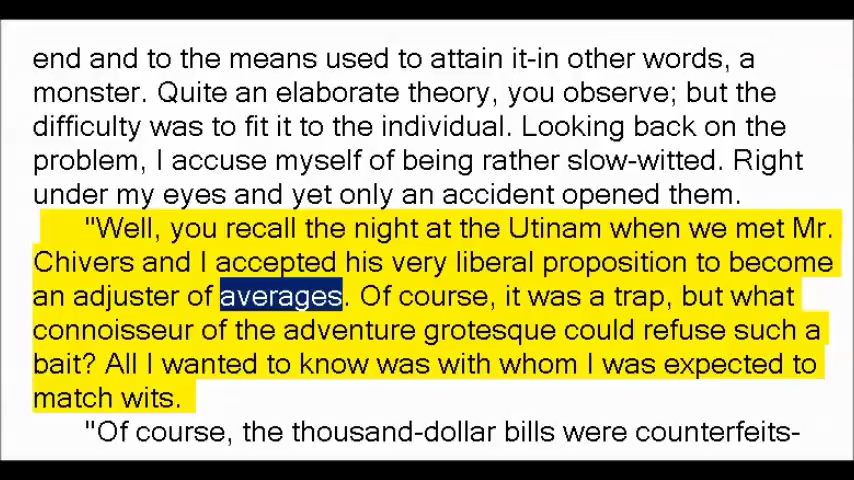 end and to the means used to attain it-in other words, a
monster. Quite an elaborate theory, you observe; but the
difficulty was to fit it to the individual. Looking back on the
problem, I accuse myself of being rather slow-witted. Right
under my eyes and yet only an accident opened them.
"Well, you recall the night at the Utinam when we met Mr.
Chivers and I accepted his very liberal proposition to become
an adjuster of averages. Of course, it was a trap, but what
connoisseur of the adventure grotesque could refuse such a
bait? All I wanted to know was with whom I was expected to
match wits.
"Of course, the thousand-dollar bills were counterfeits-